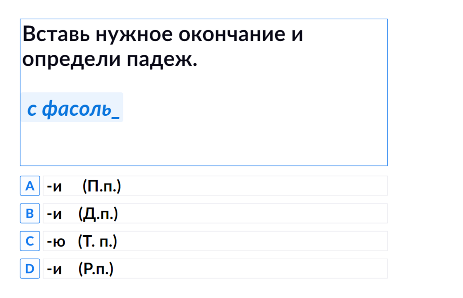 Вставь нужное окончание и
определи падеж.
с фасоль_
A -и (П.п.)
B -и (Д.п.)
C -ю (Т. п.)
D -и (Р.п.)